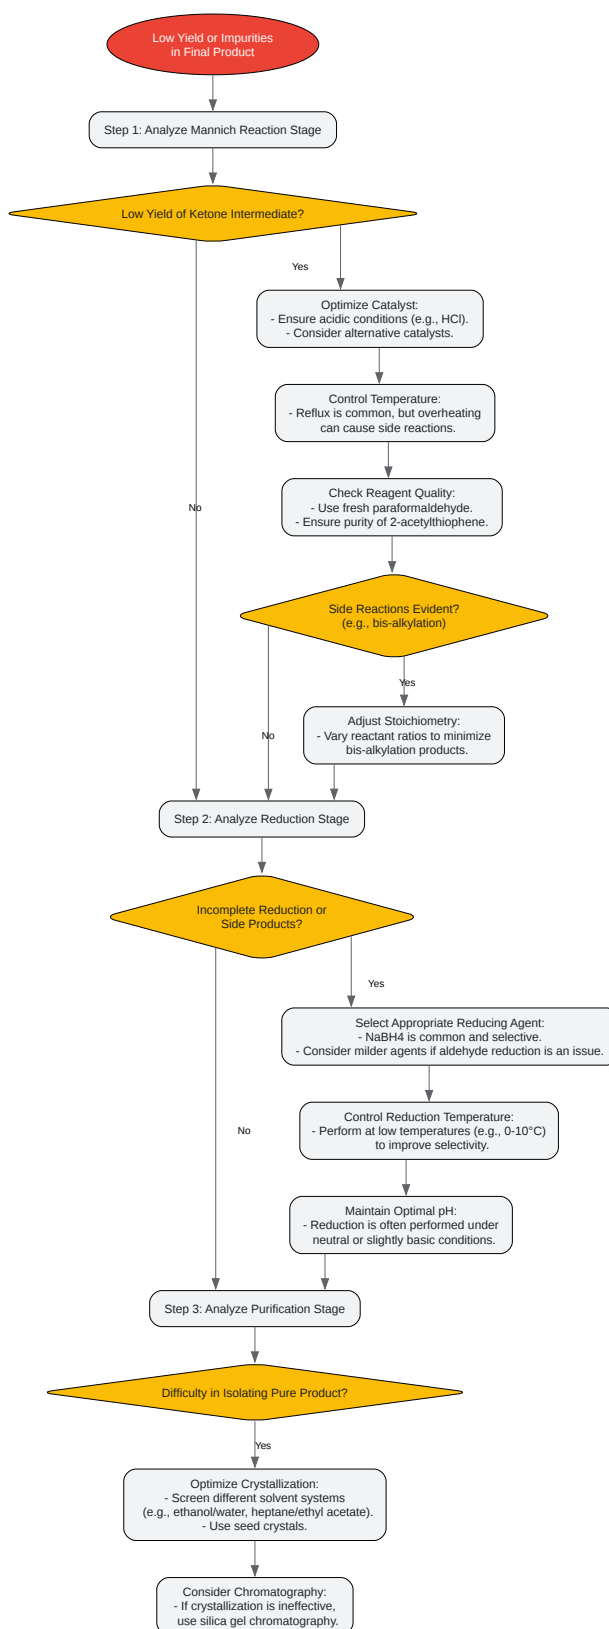 Low Yield or Impurities
in Final Product
Step 1: Analyze Mannich Reaction Stage
Low Yield of Ketone Intermediate?
Yes
Optimize Catalyst:
- Ensure acidic conditions (e.g., HCl).
- Consider alternative catalysts.
Control Temperature:
- Reflux is common, but overheating
can cause side reactions.
Check Reagent Quality:
- Use fresh paraformaldehyde.
- Ensure purity of 2-acetylthiophene.
No
Side Reactions Evident?
(e.g., bis-alkylation)
Yes
Adjust Stoichiometry:
- Vary reactant ratios to minimize
bis-alkylation products.
No
Step 2: Analyze Reduction Stage
Incomplete Reduction or
Side Products?
Yes
Select Appropriate Reducing Agent:
- NaBH4 is common and selective.
- Consider milder agents if aldehyde reduction is an issue.
Control Reduction Temperature:
- Perform at low temperatures (e.g., 0-10°C)
to improve selectivity.
No
Maintain Optimal pH:
- Reduction is often performed under
neutral or slightly basic conditions.
Step 3: Analyze Purification Stage
Difficulty in Isolating Pure Product?
Yes
Optimize Crystallization:
- Screen different solvent systems
(e.g., ethanol/water, heptane/ethyl acetate).
- Use seed crystals.
Consider Chromatography:
- If crystallization is ineffective,
use silica gel chromatography.